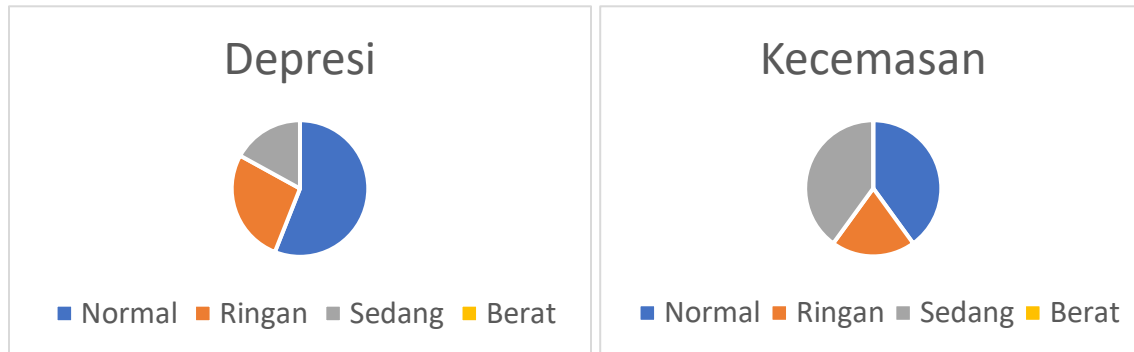 Depresi
Normal Ringan Sedang Berat
Kecemasan
Normal Ringan Sedang Berat